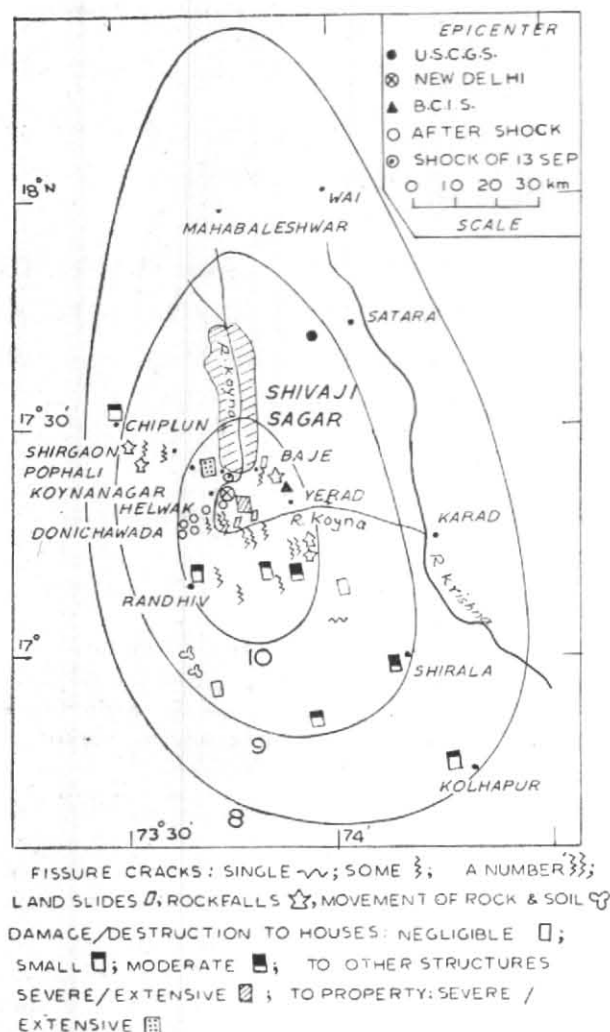 EPICENTER
U.S.C.G.S.
NEW DELHI
B.C.I.S.
AFTER SHOCK
SHOCK OF 13 SEP
0 10 20 30 km
SCALE
18° N
WAI
MAHABALESHWAR
SATARA
R. Koyna
SHIVAJI
SAGAR
17° 30'
CHIPLUN
SHIRGAON
BAJE
POPHALI
KOYNANAGAR
YERAD
HELWAK
R. Koyna
DONICHAWADA
KARAD
R. Krishna
RANDHIV
17°
10
SHIRALA
9
KOLHAPUR
8
73° 30' 74°
FISSURE CRACKS: SINGLE ; SOME ; A NUMBER ;
LAND SLIDES , ROCKFALLS , MOVEMENT OF ROCK & SOIL
DAMAGE/DESTRUCTION TO HOUSES: NEGLIGIBLE ;
SMALL ; MODERATE ; TO OTHER STRUCTURES
SEVERE/EXTENSIVE ; TO PROPERTY: SEVERE /
EXTENSIVE